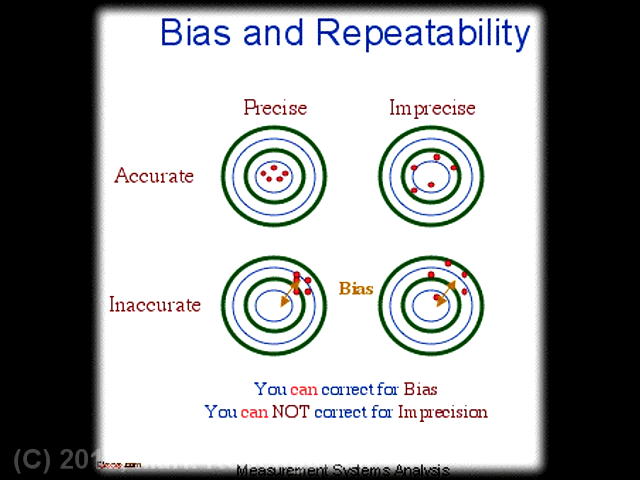 Bias and Repeatability
Precise Imprecise
Accurate
Inaccurate
Bias
You can correct for Bias
You can NOT correct for Imprecision
(C) 201
Measurement Systems Analysis